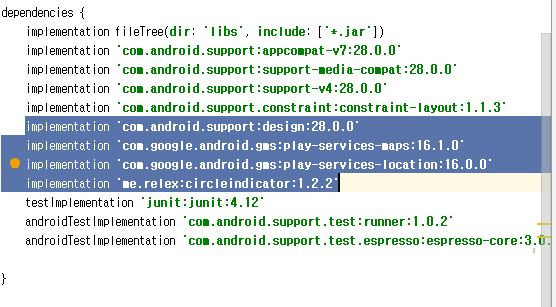 dependencies {
implementation fileTree(dir: 'libs', include: ['*.jar'])
implementation 'com.android.support:appcompat-v7:28.0.0'
implementation 'com.android.support:support-media-compat:28.0.0'
implementation 'com.android.support:support-v4:28.0.0'
implementation 'com.android.support.constraint:constraint-layout:1.1.3'
implementation 'com.android.support:design:28.0.0'
implementation 'com.google.android.gms:play-services-maps:16.1.0'
implementation 'com.google.android.gms:play-services-location:16.0.0'
implementation 'me.relex:circleindicator:1.2.2'
testImplementation 'junit:junit:4.12'
androidTestImplementation 'com.android.support.test:runner:1.0.2'
androidTestImplementation 'com.android.support.test.espresso:espresso-core:3.0.
}